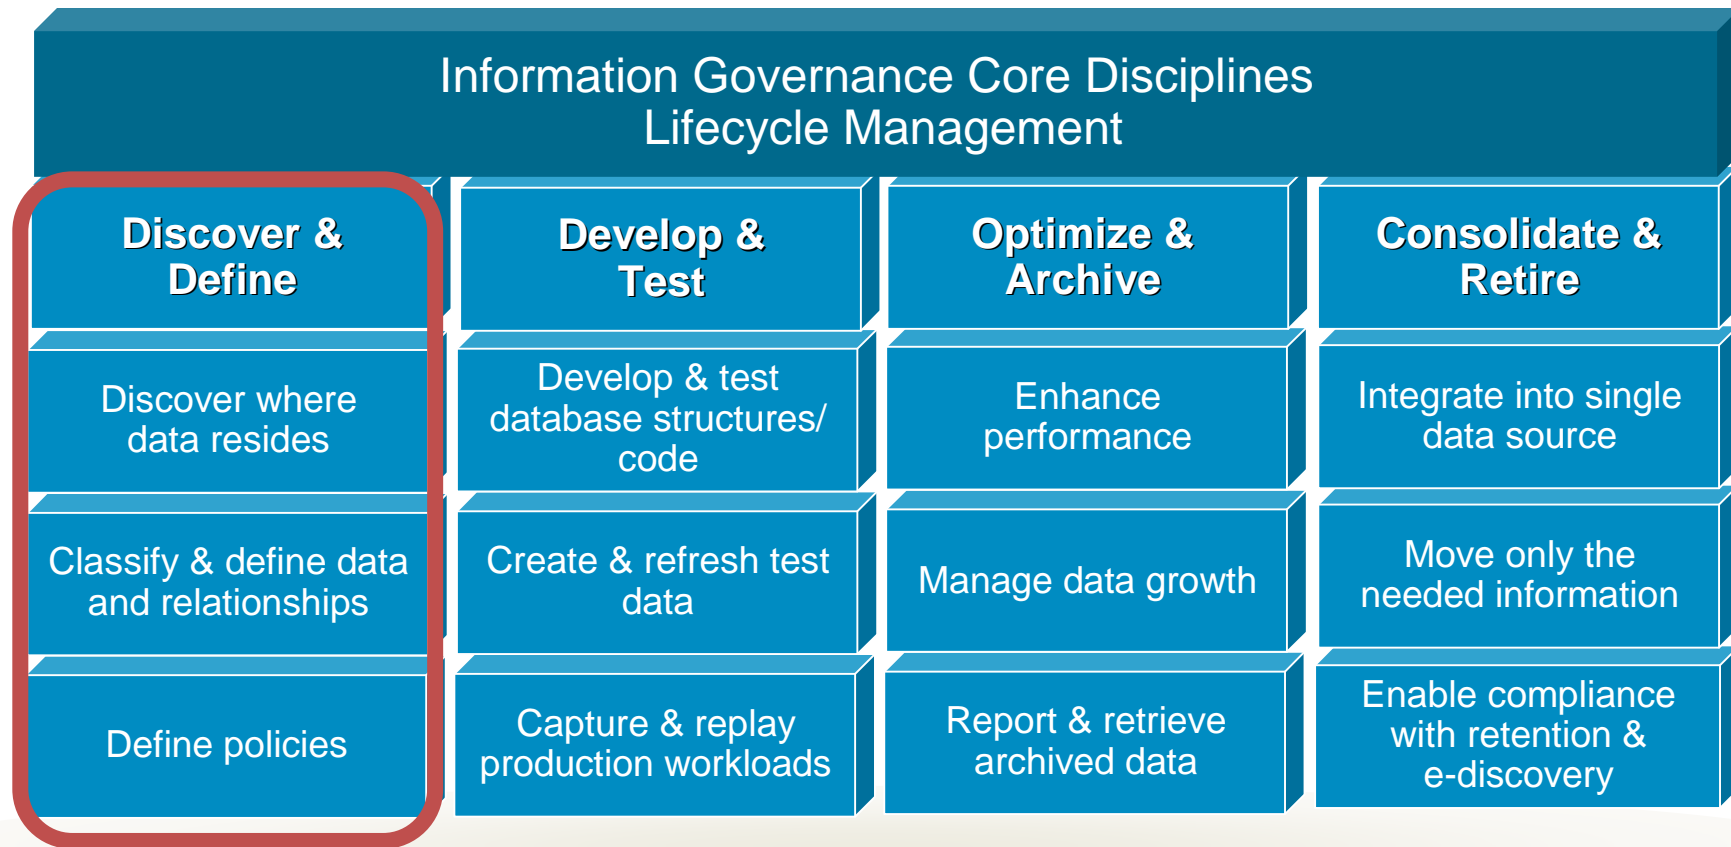 Information Governance Core Disciplines
Lifecycle Management
Discover &
Define
Discover where
data resides
Classify & define data
and relationships
Define policies
Develop &
Test
Develop & test
database structures/
code
Create & refresh test
data
Capture & replay
production workloads
Optimize &
Archive
Enhance
performance
Manage data growth
Report & retrieve
archived data
Consolidate &
Retire
Integrate into single
data source
Move only the
needed information
Enable compliance
with retention &
e-discovery